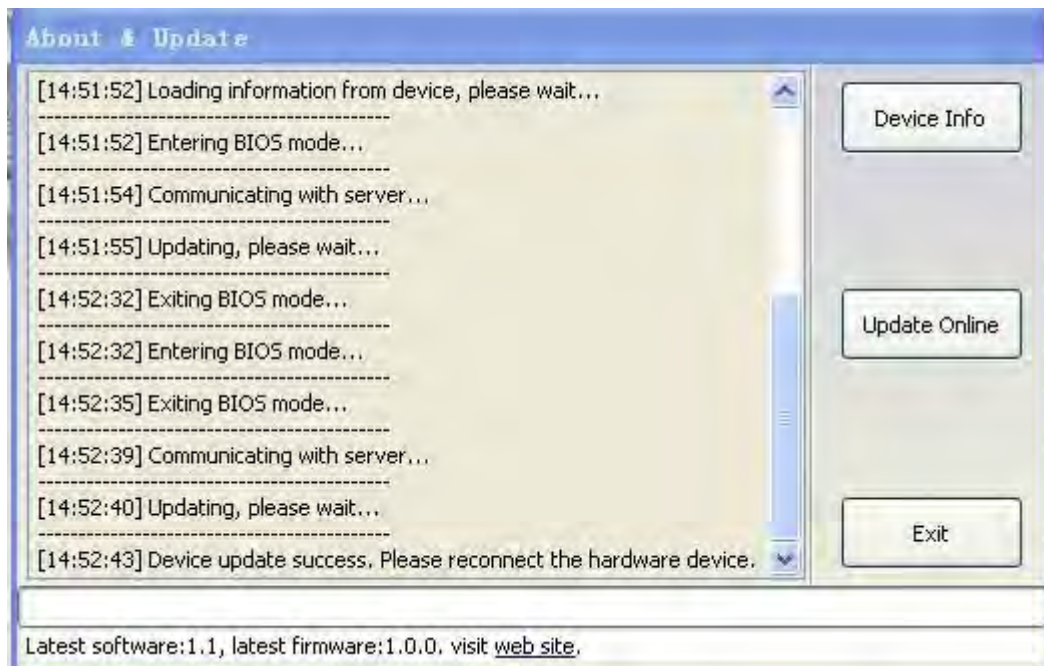 About & Update
[14:51:52] Loading information from device, please wait...
----------------------------------------
[14:51:52] Entering BIOS mode...
----------------------------------------
[14:51:54] Communicating with server...
----------------------------------------
[14:51:55] Updating, please wait...
----------------------------------------
[14:52:32] Exiting BIOS mode...
----------------------------------------
[14:52:32] Entering BIOS mode...
----------------------------------------
[14:52:35] Exiting BIOS mode...
----------------------------------------
[14:52:39] Communicating with server...
----------------------------------------
[14:52:40] Updating, please wait...
----------------------------------------
[14:52:43] Device update success. Please reconnect the hardware device.
Device Info
Update Online
Exit
Latest software:1.1, latest firmware:1.0.0. visit web site.